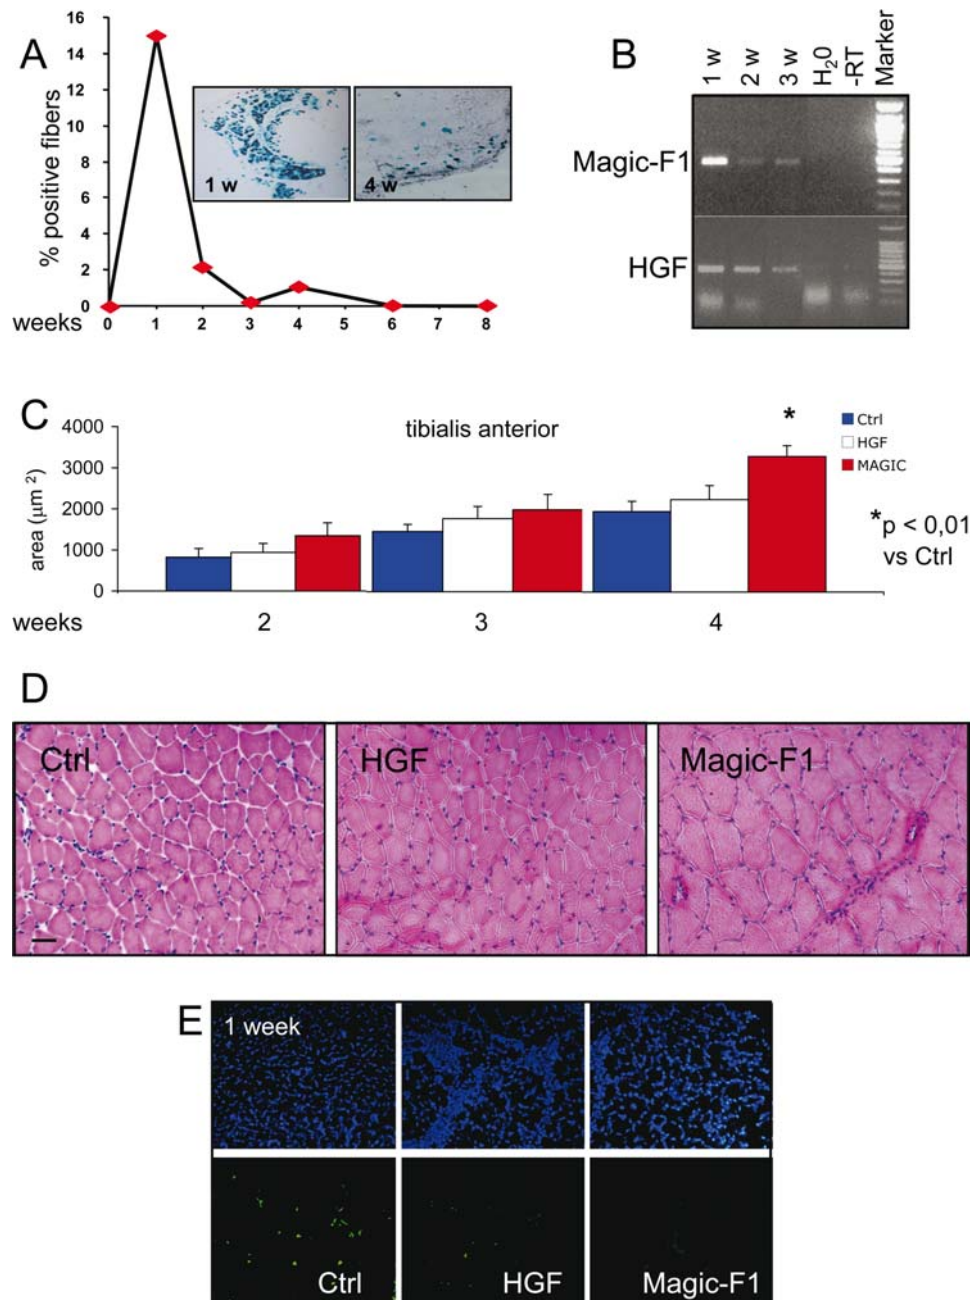 A
16
14
12
10
8
6
4
2
0
% positive fibers
1 w
4 w
weeks
0 1 2 3 4 5 6 7 8
B
1 w
2 w
3 w
H₂0
-RT
Marker
Magic-F1
HGF
C
4000
3000
2000
1000
0
area (μm ²)
tibialis anterior
*
Ctrl
HGF
MAGIC
*p < 0,01
vs Ctrl
weeks 2 3 4
D
Ctrl
HGF
Magic-F1
E
1 week
Ctrl
HGF
Magic-F1